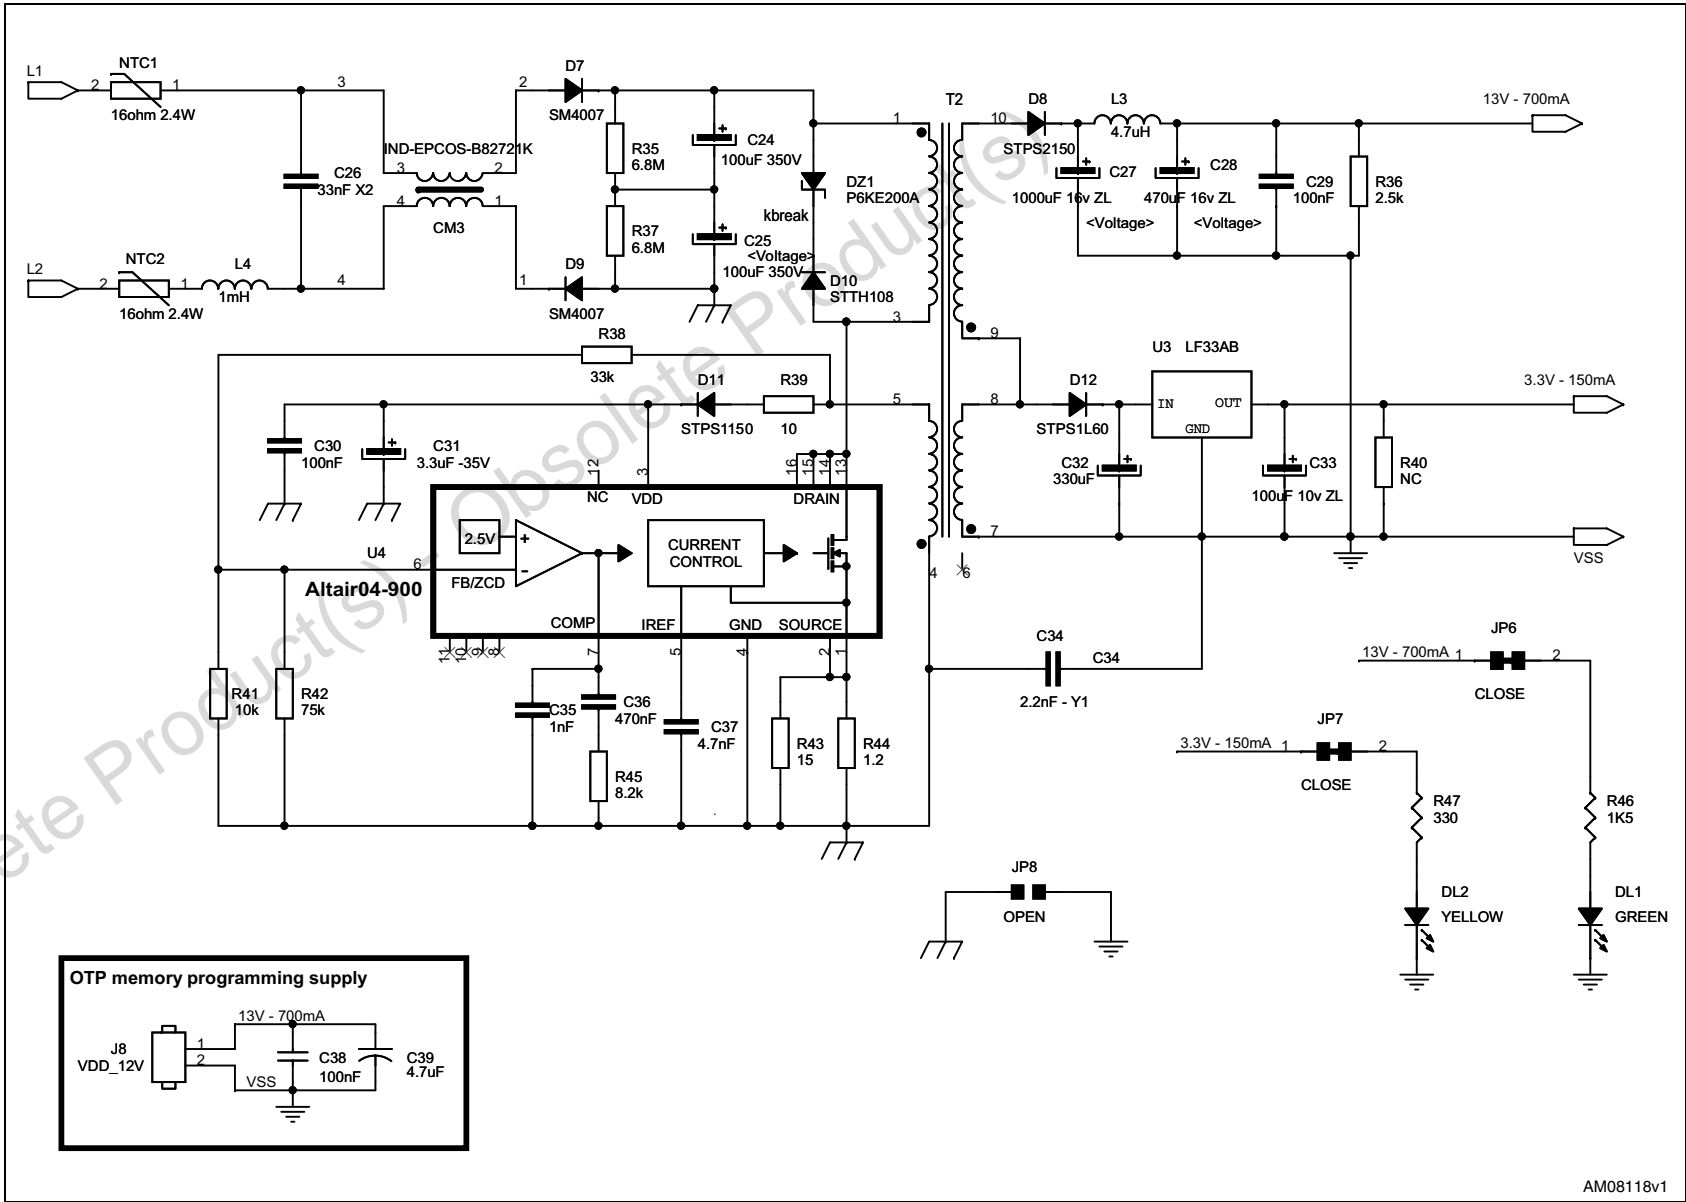 L1
2
NTC1
1
16ohm 2.4W
3
C26
33nF X2
IND-EPCOS-B82721K
3
2
4
1
CM3
2
D7
SM4007
L2
2
NTC2
1
16ohm 2.4W
L4
1mH
4
1
D9
SM4007
R35
6.8M
R37
6.8M
C24
100uF 350V
C25
<Voltage>
100uF 350V
DZ1
P6KE200A
kbreak
D10
STTH108
1
3
T2
10
9
D8
STPS2150
L3
4.7uH
13V - 700mA
C27
1000uF 16v ZL
<Voltage>
C28
470uF 16v ZL
<Voltage>
C29
100nF
R36
2.5k
R38
33k
D11
STPS1150
R39
10
5
8
D12
STPS1L60
U3 LF33AB
IN
OUT
GND
3.3V - 150mA
C30
100nF
C31
3.3uF -35V
C32
330uF
C33
100uF 10v ZL
R40
NC
7
VSS
4
6
12
NC
3
VDD
16
15
14
13
DRAIN
2.5V
+
-
CURRENT
CONTROL
U4
6
FB/ZCD
Altair04-900
COMP
IREF
GND
SOURCE
11
10
9
8
7
5
4
2
1
R41
10k
R42
75k
C35
1nF
C36
470nF
R45
8.2k
C37
4.7nF
R43
15
R44
1.2
C34
C34
2.2nF - Y1
JP6
13V - 700mA
1
2
CLOSE
JP7
3.3V - 150mA
1
2
CLOSE
R47
330
R46
1K5
DL2
YELLOW
DL1
GREEN
JP8
OPEN
OTP memory programming supply
J8
VDD_12V
1
2
13V - 700mA
VSS
C38
100nF
C39
4.7uF
AM08118v1
ete Product(s) - Obsolete Product(s)